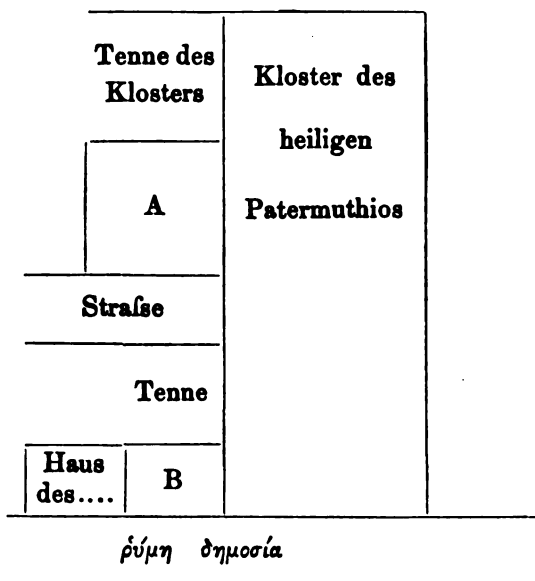 Tenne des
Klosters
Kloster des
heiligen
Patermuthios
A
Straſse
Tenne
Haus
des....
B
ῥύμη δημοσία